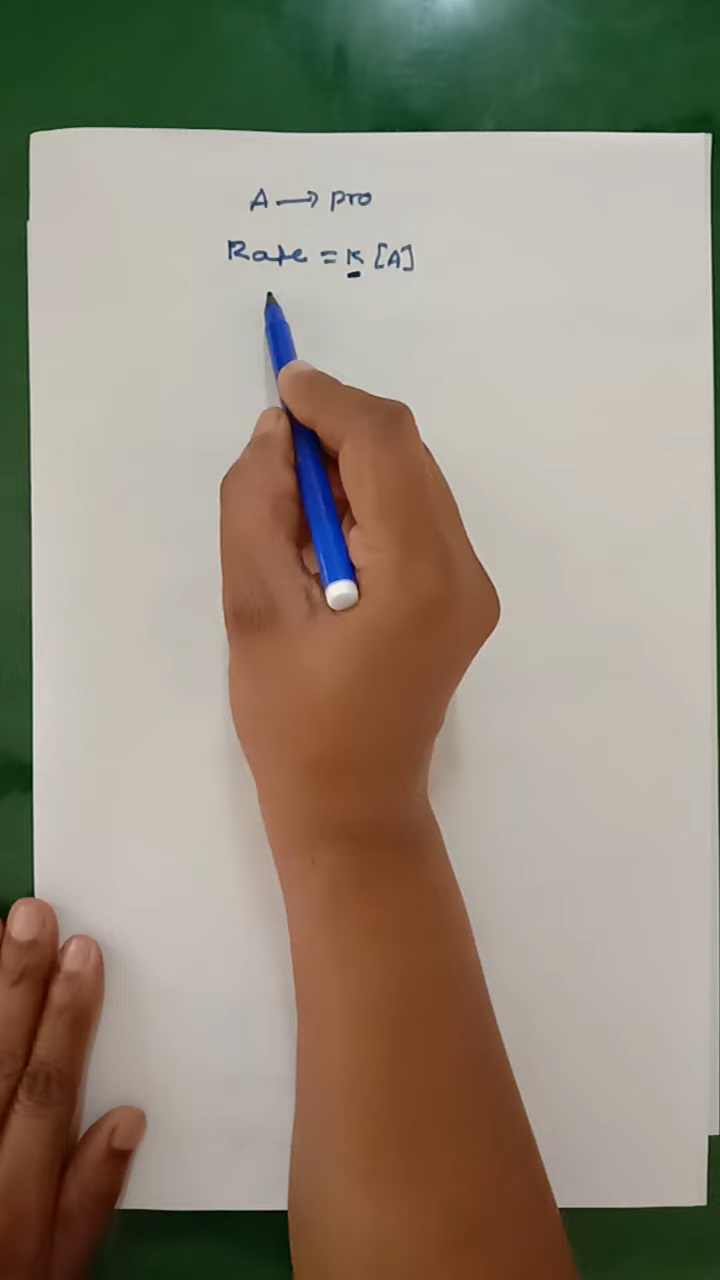 A → pro
Rate = K [A]